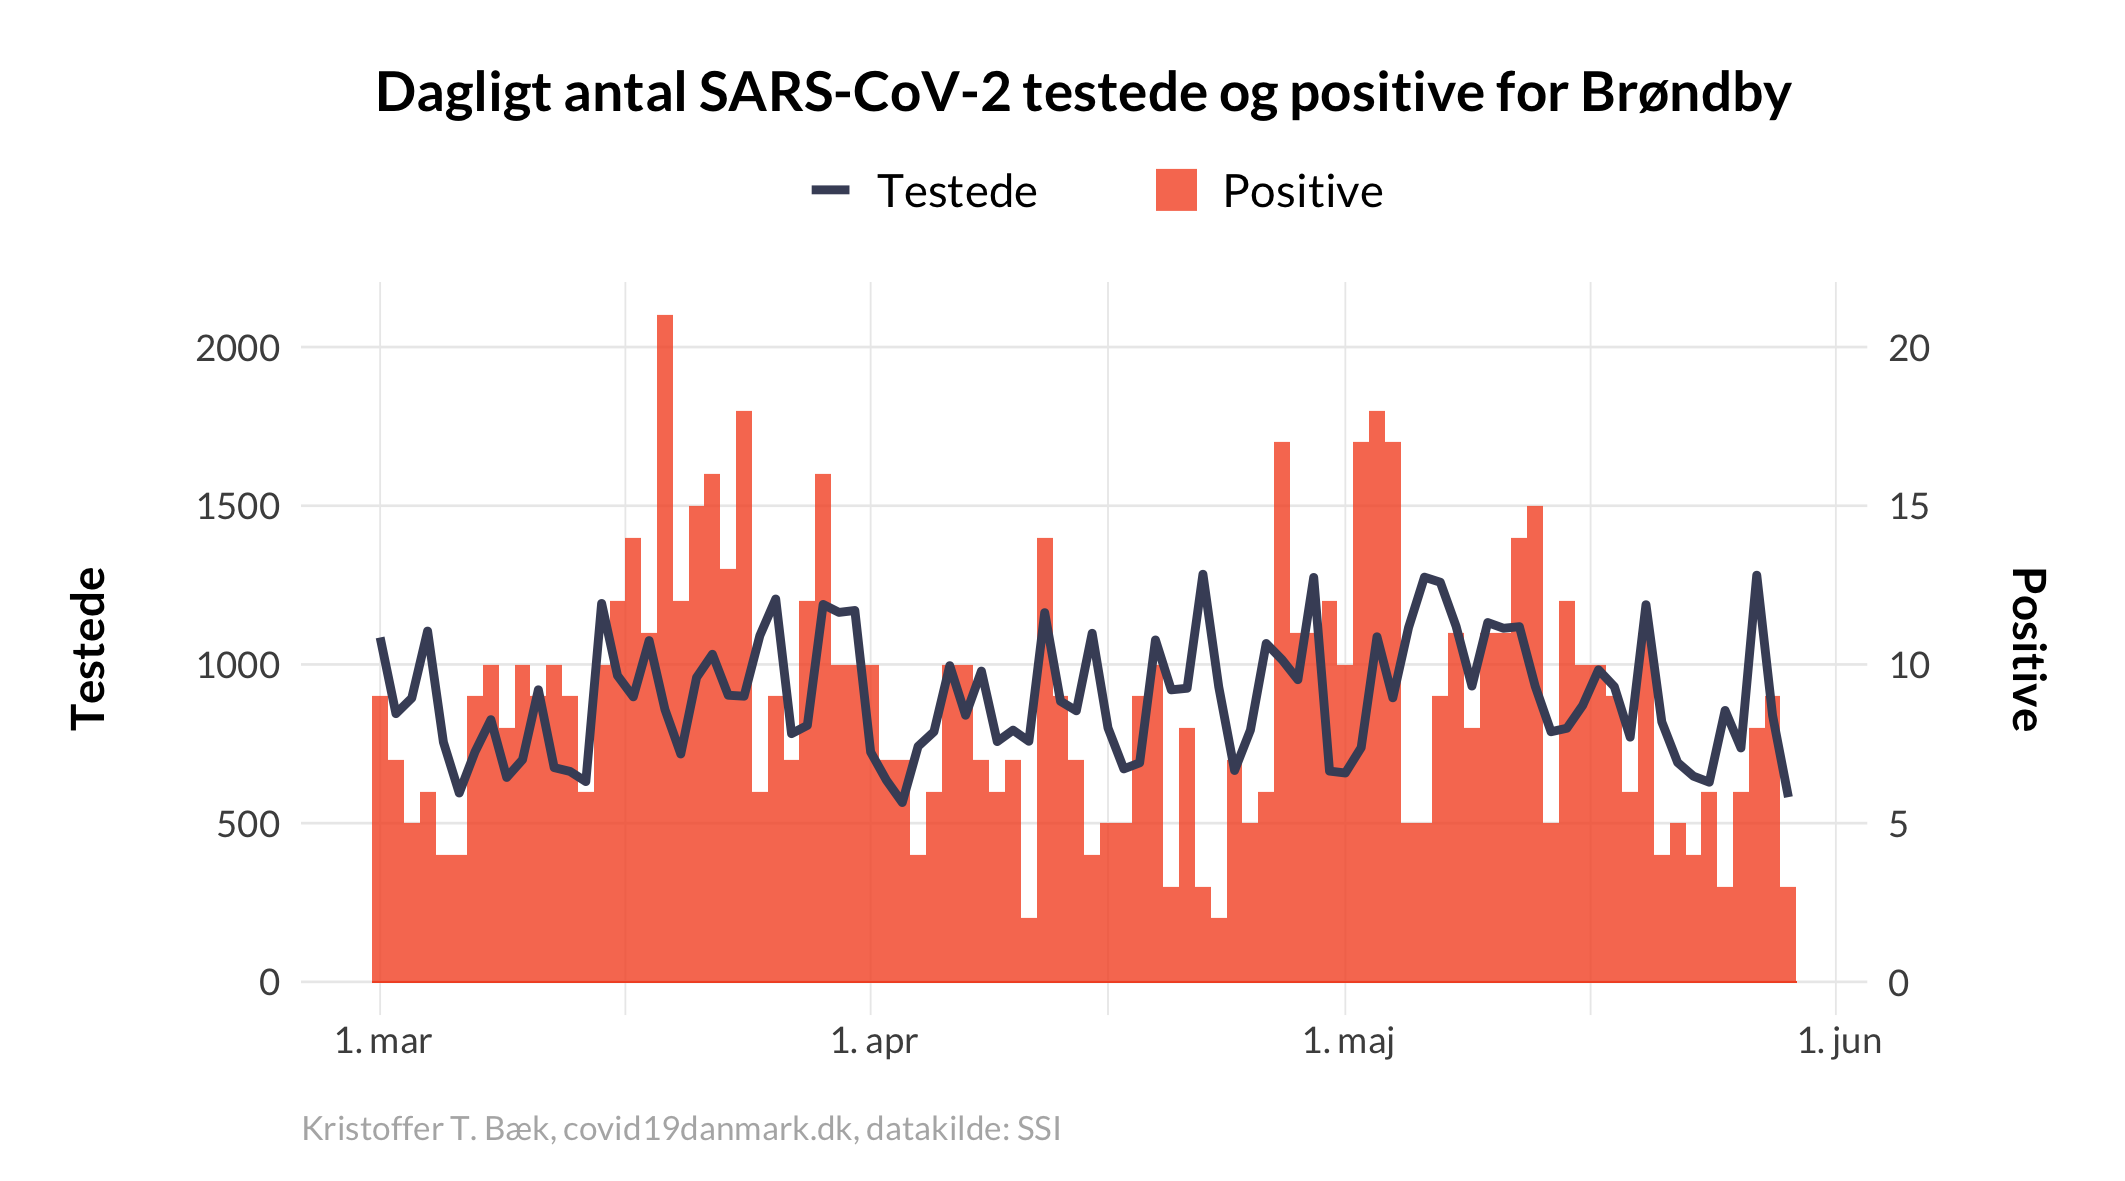 Dagligt antal SARS-CoV-2 testede og positive for Brøndby
Testede Positive
2000 20
1500 15
1000 10
500 5
0 0
Testede
Positive
1. mar 1. apr 1. maj 1. jun
Kristoffer T. Bæk, covid19danmark.dk, datakilde: SSI